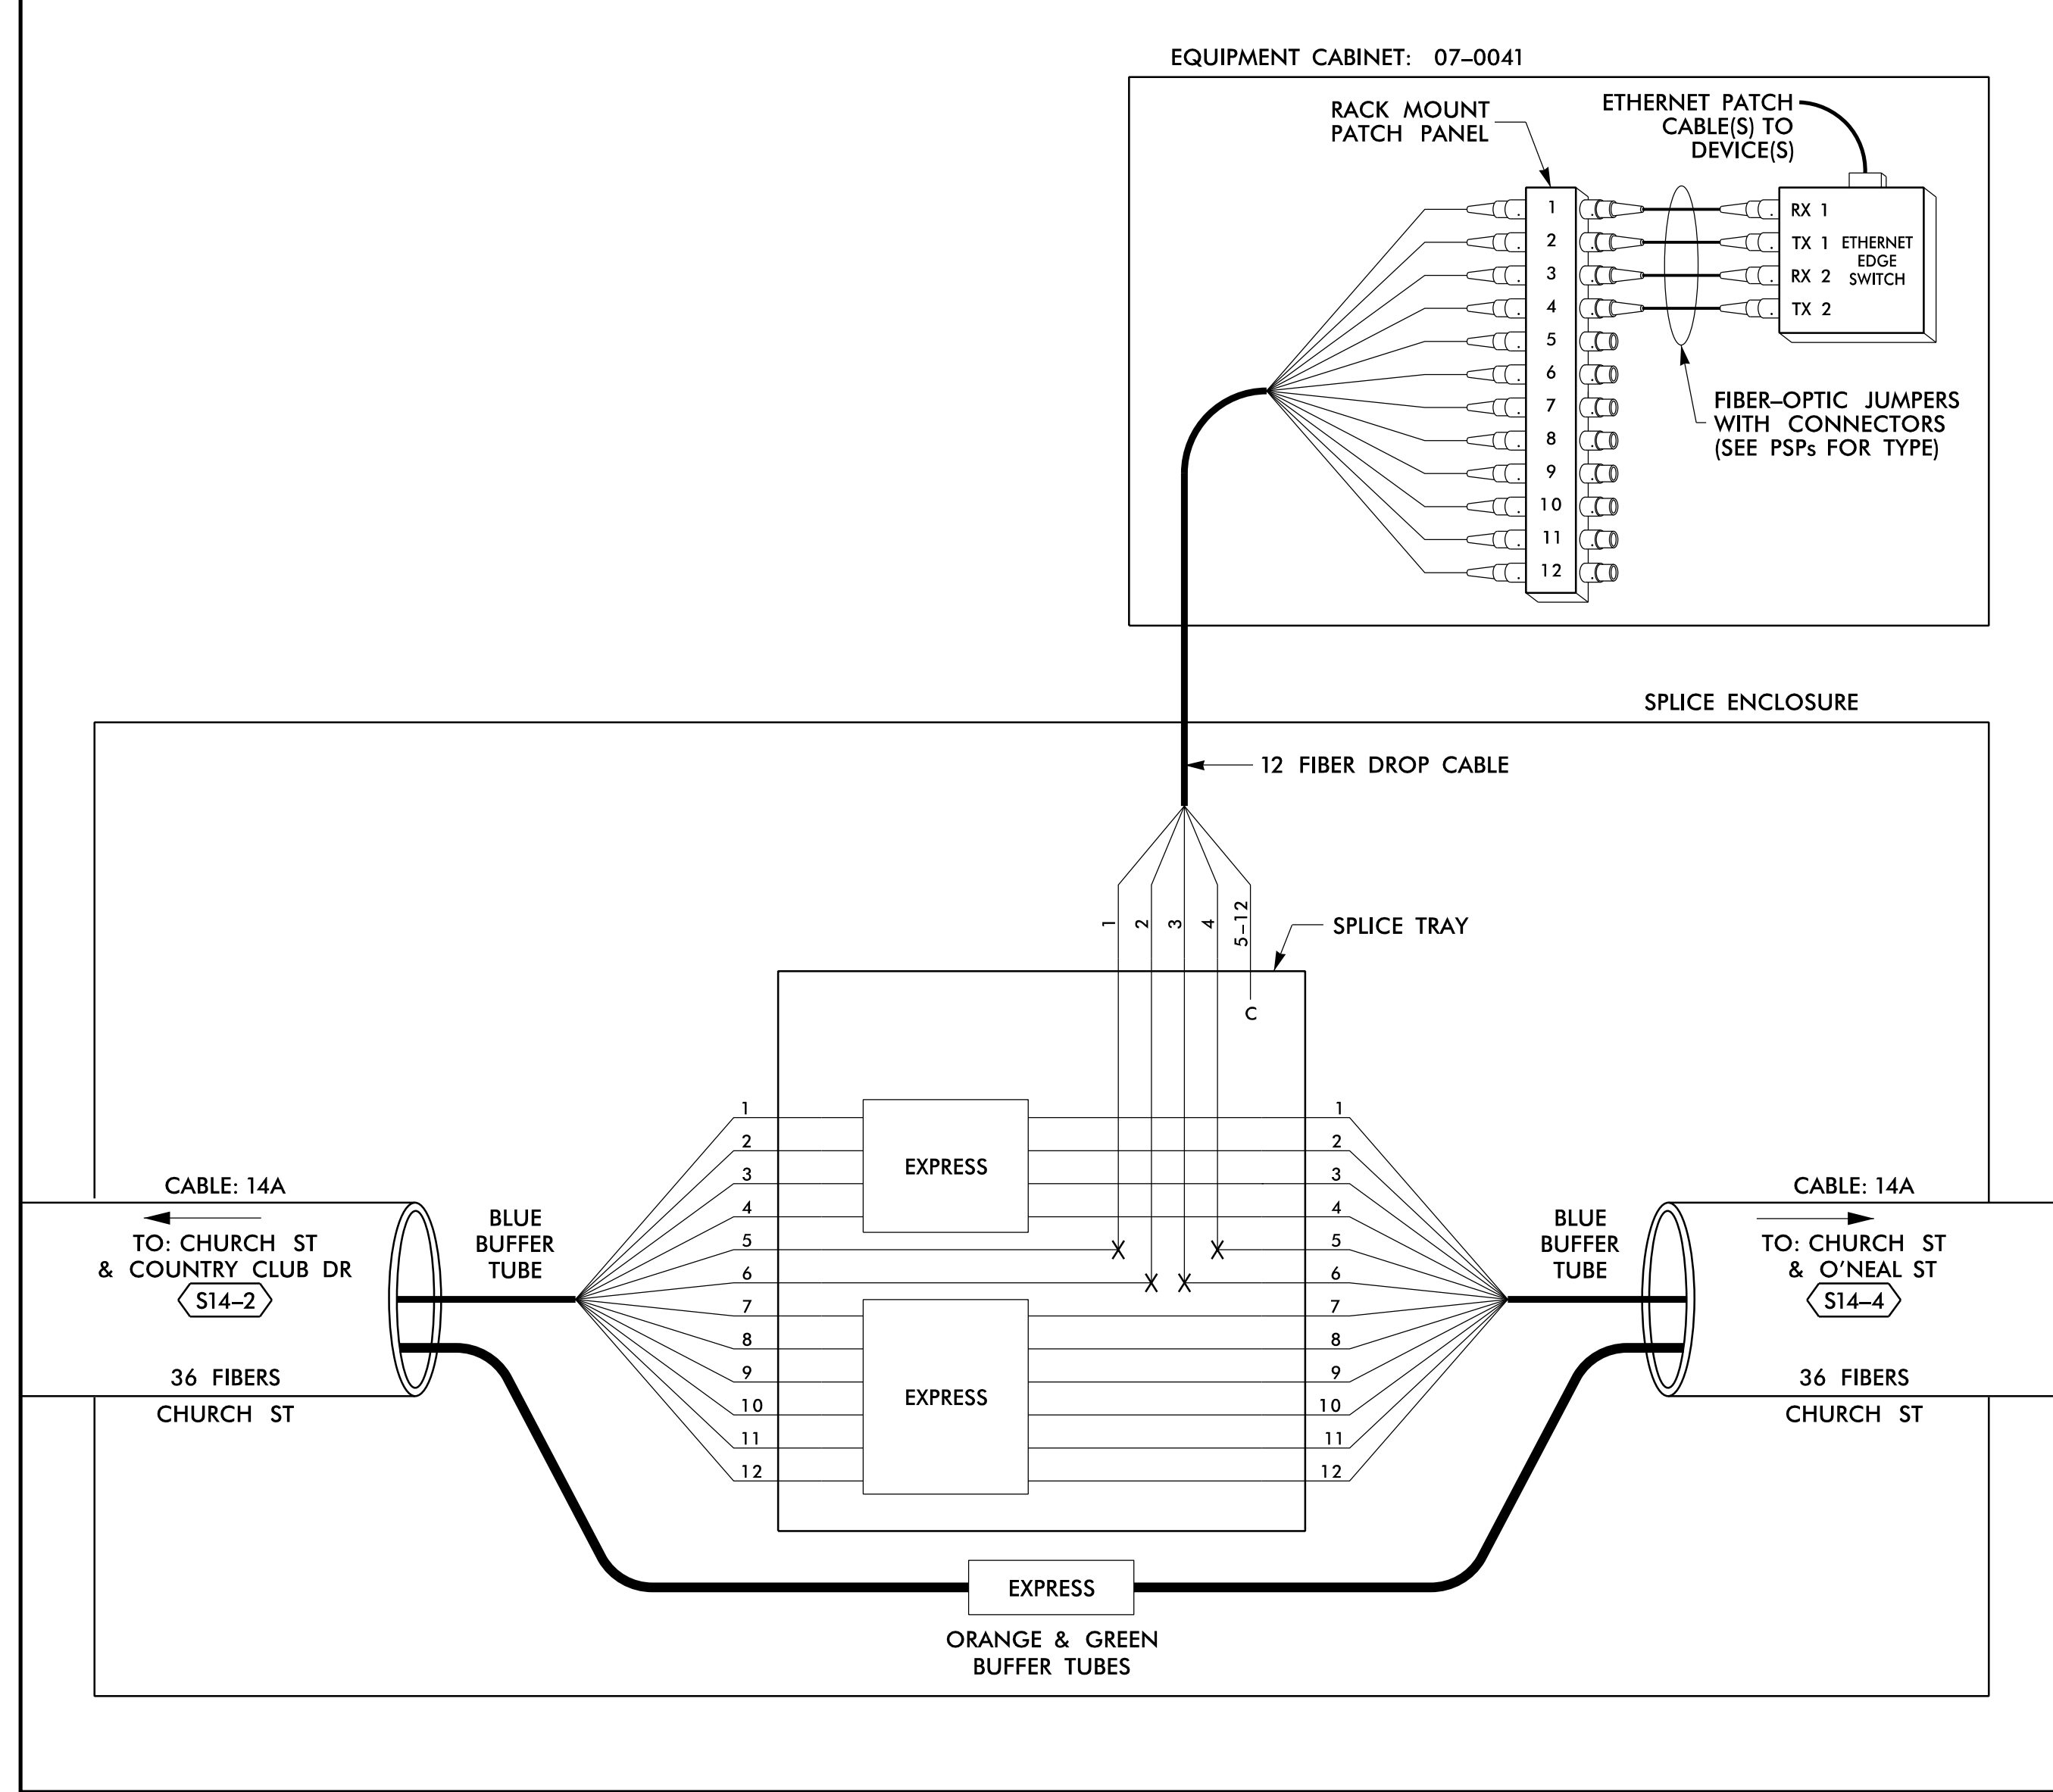 EQUIPMENT CABINET: 07–0041
RACK MOUNT
PATCH PANEL
ETHERNET PATCH
CABLE(S) TO
DEVICE(S)
1
2
3
4
5
6
7
8
9
10
11
12
RX 1
TX 1
RX 2
TX 2
ETHERNET
EDGE
SWITCH
FIBER–OPTIC JUMPERS
WITH CONNECTORS
(SEE PSPs FOR TYPE)
SPLICE ENCLOSURE
12 FIBER DROP CABLE
1
2
3
4
5–12
SPLICE TRAY
C
CABLE: 14A
TO: CHURCH ST
& COUNTRY CLUB DR
S14–2
36 FIBERS
CHURCH ST
BLUE
BUFFER
TUBE
1
2
3
4
5
6
7
8
9
10
11
12
EXPRESS
EXPRESS
1
2
3
4
5
6
7
8
9
10
11
12
BLUE
BUFFER
TUBE
CABLE: 14A
TO: CHURCH ST
& O'NEAL ST
S14–4
36 FIBERS
CHURCH ST
EXPRESS
ORANGE & GREEN
BUFFER TUBES